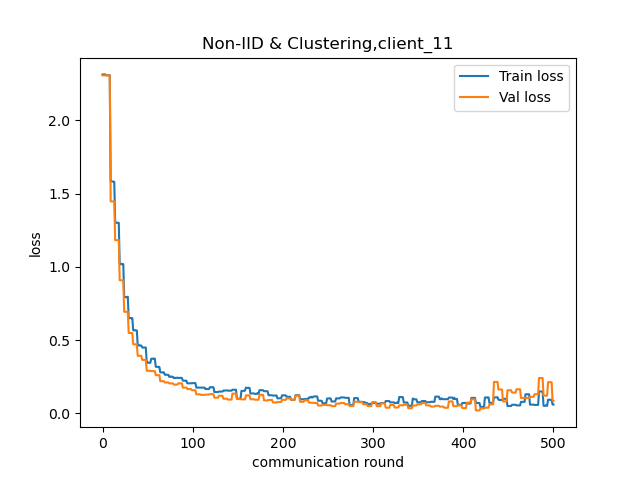 Non-IID & Clustering,client_11
Train loss
Val loss
2.0
1.5
1.0
0.5
0.0
loss
0
100
200
300
400
500
communication round